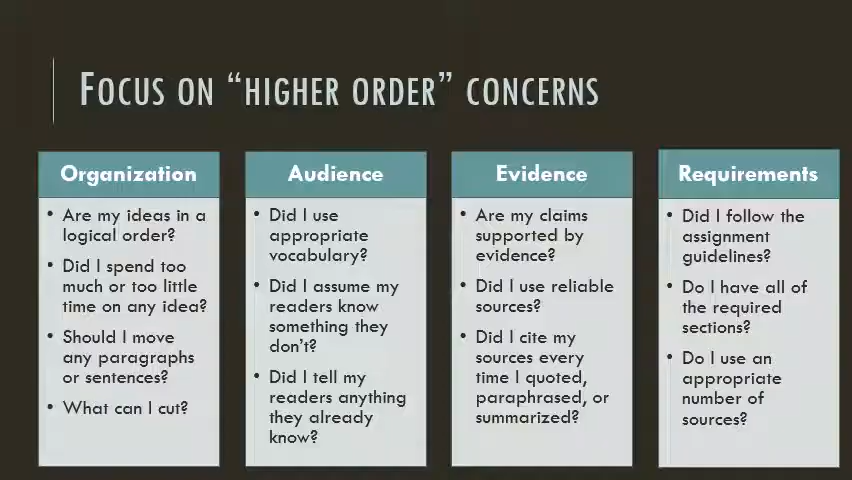 FOCUS ON “HIGHER ORDER” CONCERNS
Organization
• Are my ideas in a
logical order?
• Did I spend too
much or too little
time on any idea?
• Should I move
any paragraphs
or sentences?
• What can I cut?
Audience
• Did I use
appropriate
vocabulary?
• Did I assume my
readers know
something they
don’t?
• Did I tell my
readers anything
they already
know?
Evidence
• Are my claims
supported by
evidence?
• Did I use reliable
sources?
• Did I cite my
sources every
time I quoted,
paraphrased, or
summarized?
Requirements
• Did I follow the
assignment
guidelines?
• Do I have all of
the required
sections?
• Do I use an
appropriate
number of
sources?